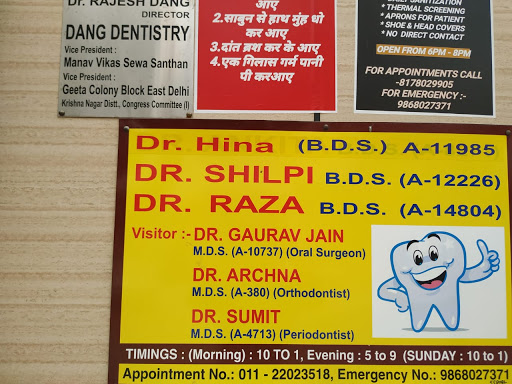 Dr. RAJESH DANG
DIRECTOR
DANG DENTISTRY
Vice President :
Manav Vikas Sewa Santhan
Vice President :
Geeta Colony Block East Delhi
Krishna Nagar Distt., Congress Committee (I)
आए
2.साबुन से हाथ मुंह धो
कर आए
3.दांत ब्रश कर के आए
4.एक गिलास गर्म पानी
पी करआए
* THERMAL SCREENING
* APRONS FOR PATIENT
* SHOE & HEAD COVERS
* NO DIRECT CONTACT
OPEN FROM 6PM - 8PM
FOR APPOINTMENTS CALL
-8178029905
FOR EMERGENCY :-
9868027371
Dr. Hina (B.D.S.) A-11985
DR. SHILPI B.D.S. (A-12226)
DR. RAZA B.D.S. (A-14804)
Visitor :- DR. GAURAV JAIN
M.D.S. (A-10737) (Oral Surgeon)
DR. ARCHNA
M.D.S. (A-380) (Orthodontist)
DR. SUMIT
M.D.S. (A-4713) (Periodontist)
TIMINGS : (Morning) : 10 TO 1, Evening : 5 to 9 (SUNDAY : 10 to 1)
Appointment No.: 011 - 22023518, Emergency No.: 9868027371